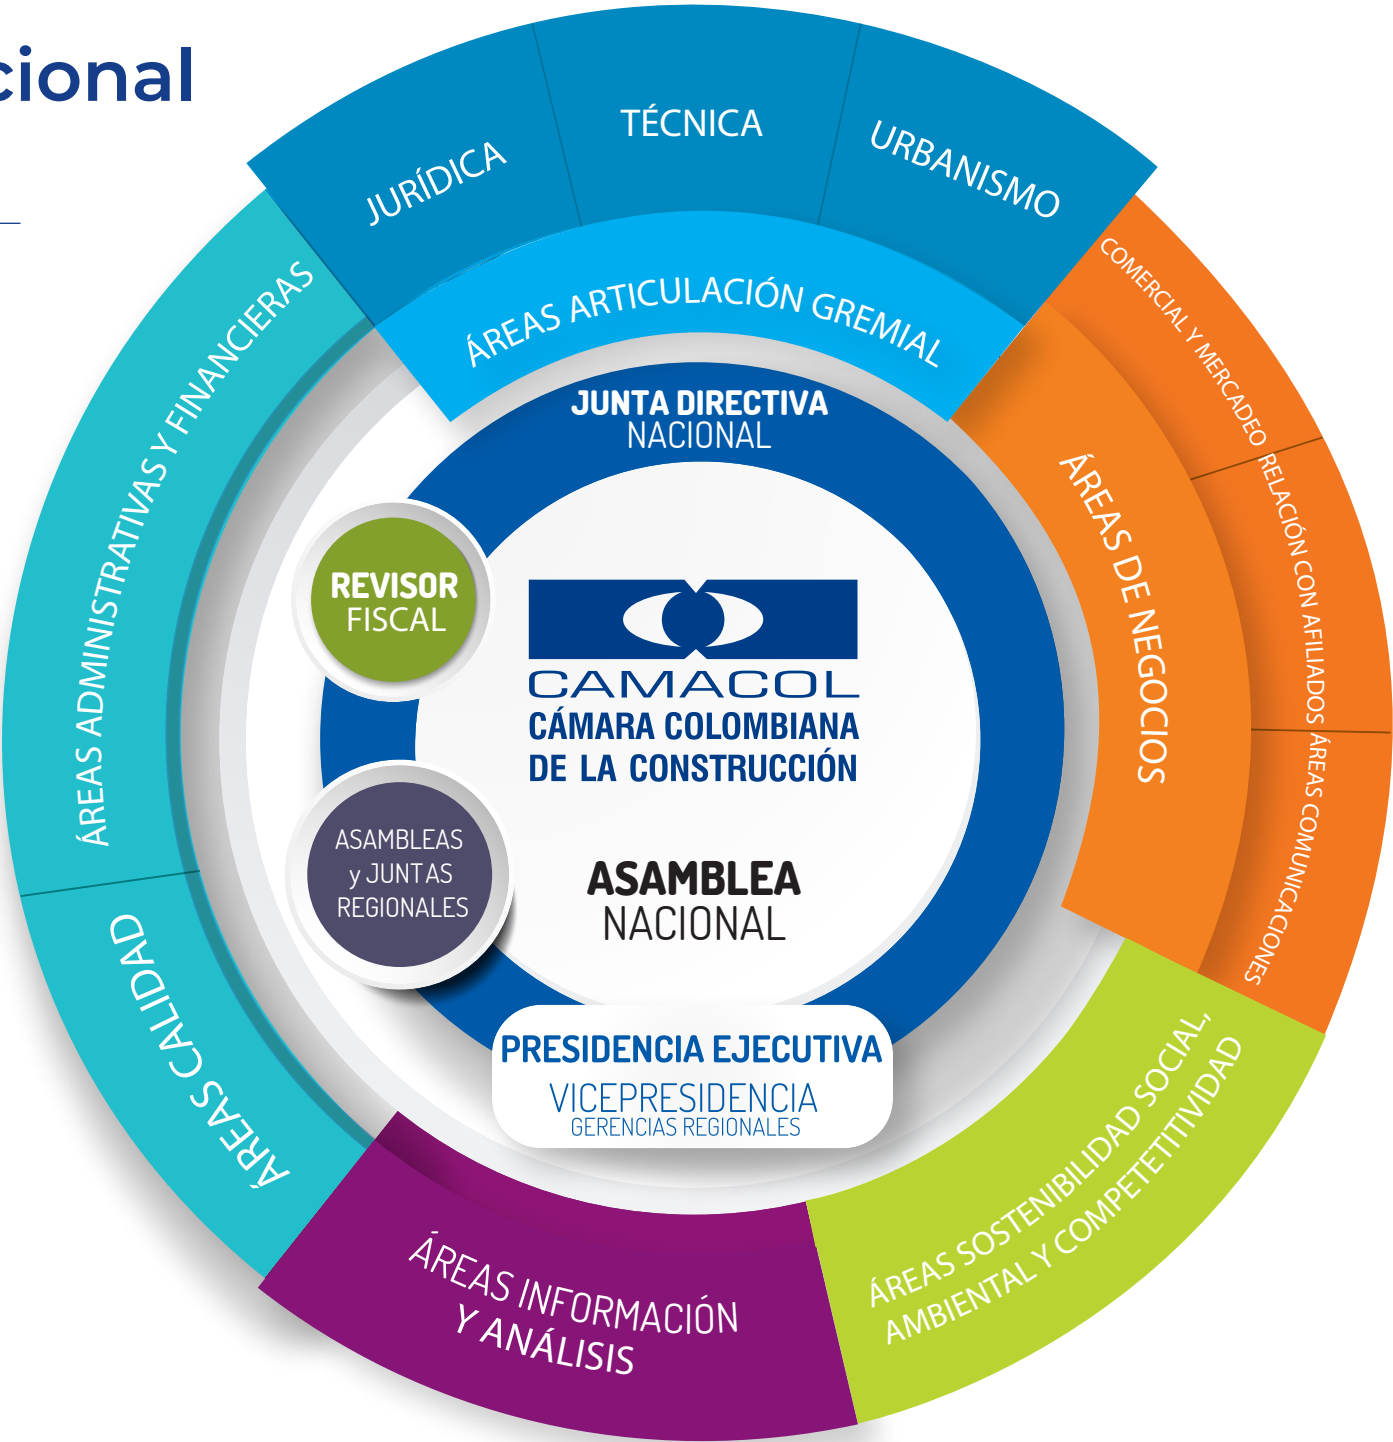 cional
JURÍDICA
TÉCNICA
URBANISMO
ÁREAS ARTICULACIÓN GREMIAL
COMERCIAL Y MERCADEO
RELACIÓN CON AFILIADOS
ÁREAS COMUNICACIONES
ÁREAS DE NEGOCIOS
ÁREAS ADMINISTRATIVAS Y FINANCIERAS
ÁREAS CALIDAD
JUNTA DIRECTIVA
NACIONAL
REVISOR
FISCAL
CAMACOL
CÁMARA COLOMBIANA
DE LA CONSTRUCCIÓN
ASAMBLEAS
y JUNTAS
REGIONALES
ASAMBLEA
NACIONAL
PRESIDENCIA EJECUTIVA
VICEPRESIDENCIA
GERENCIAS REGIONALES
ÁREAS SOSTENIBILIDAD SOCIAL,
AMBIENTAL Y COMPETETITIVIDAD
ÁREAS INFORMACIÓN
Y ANÁLISIS